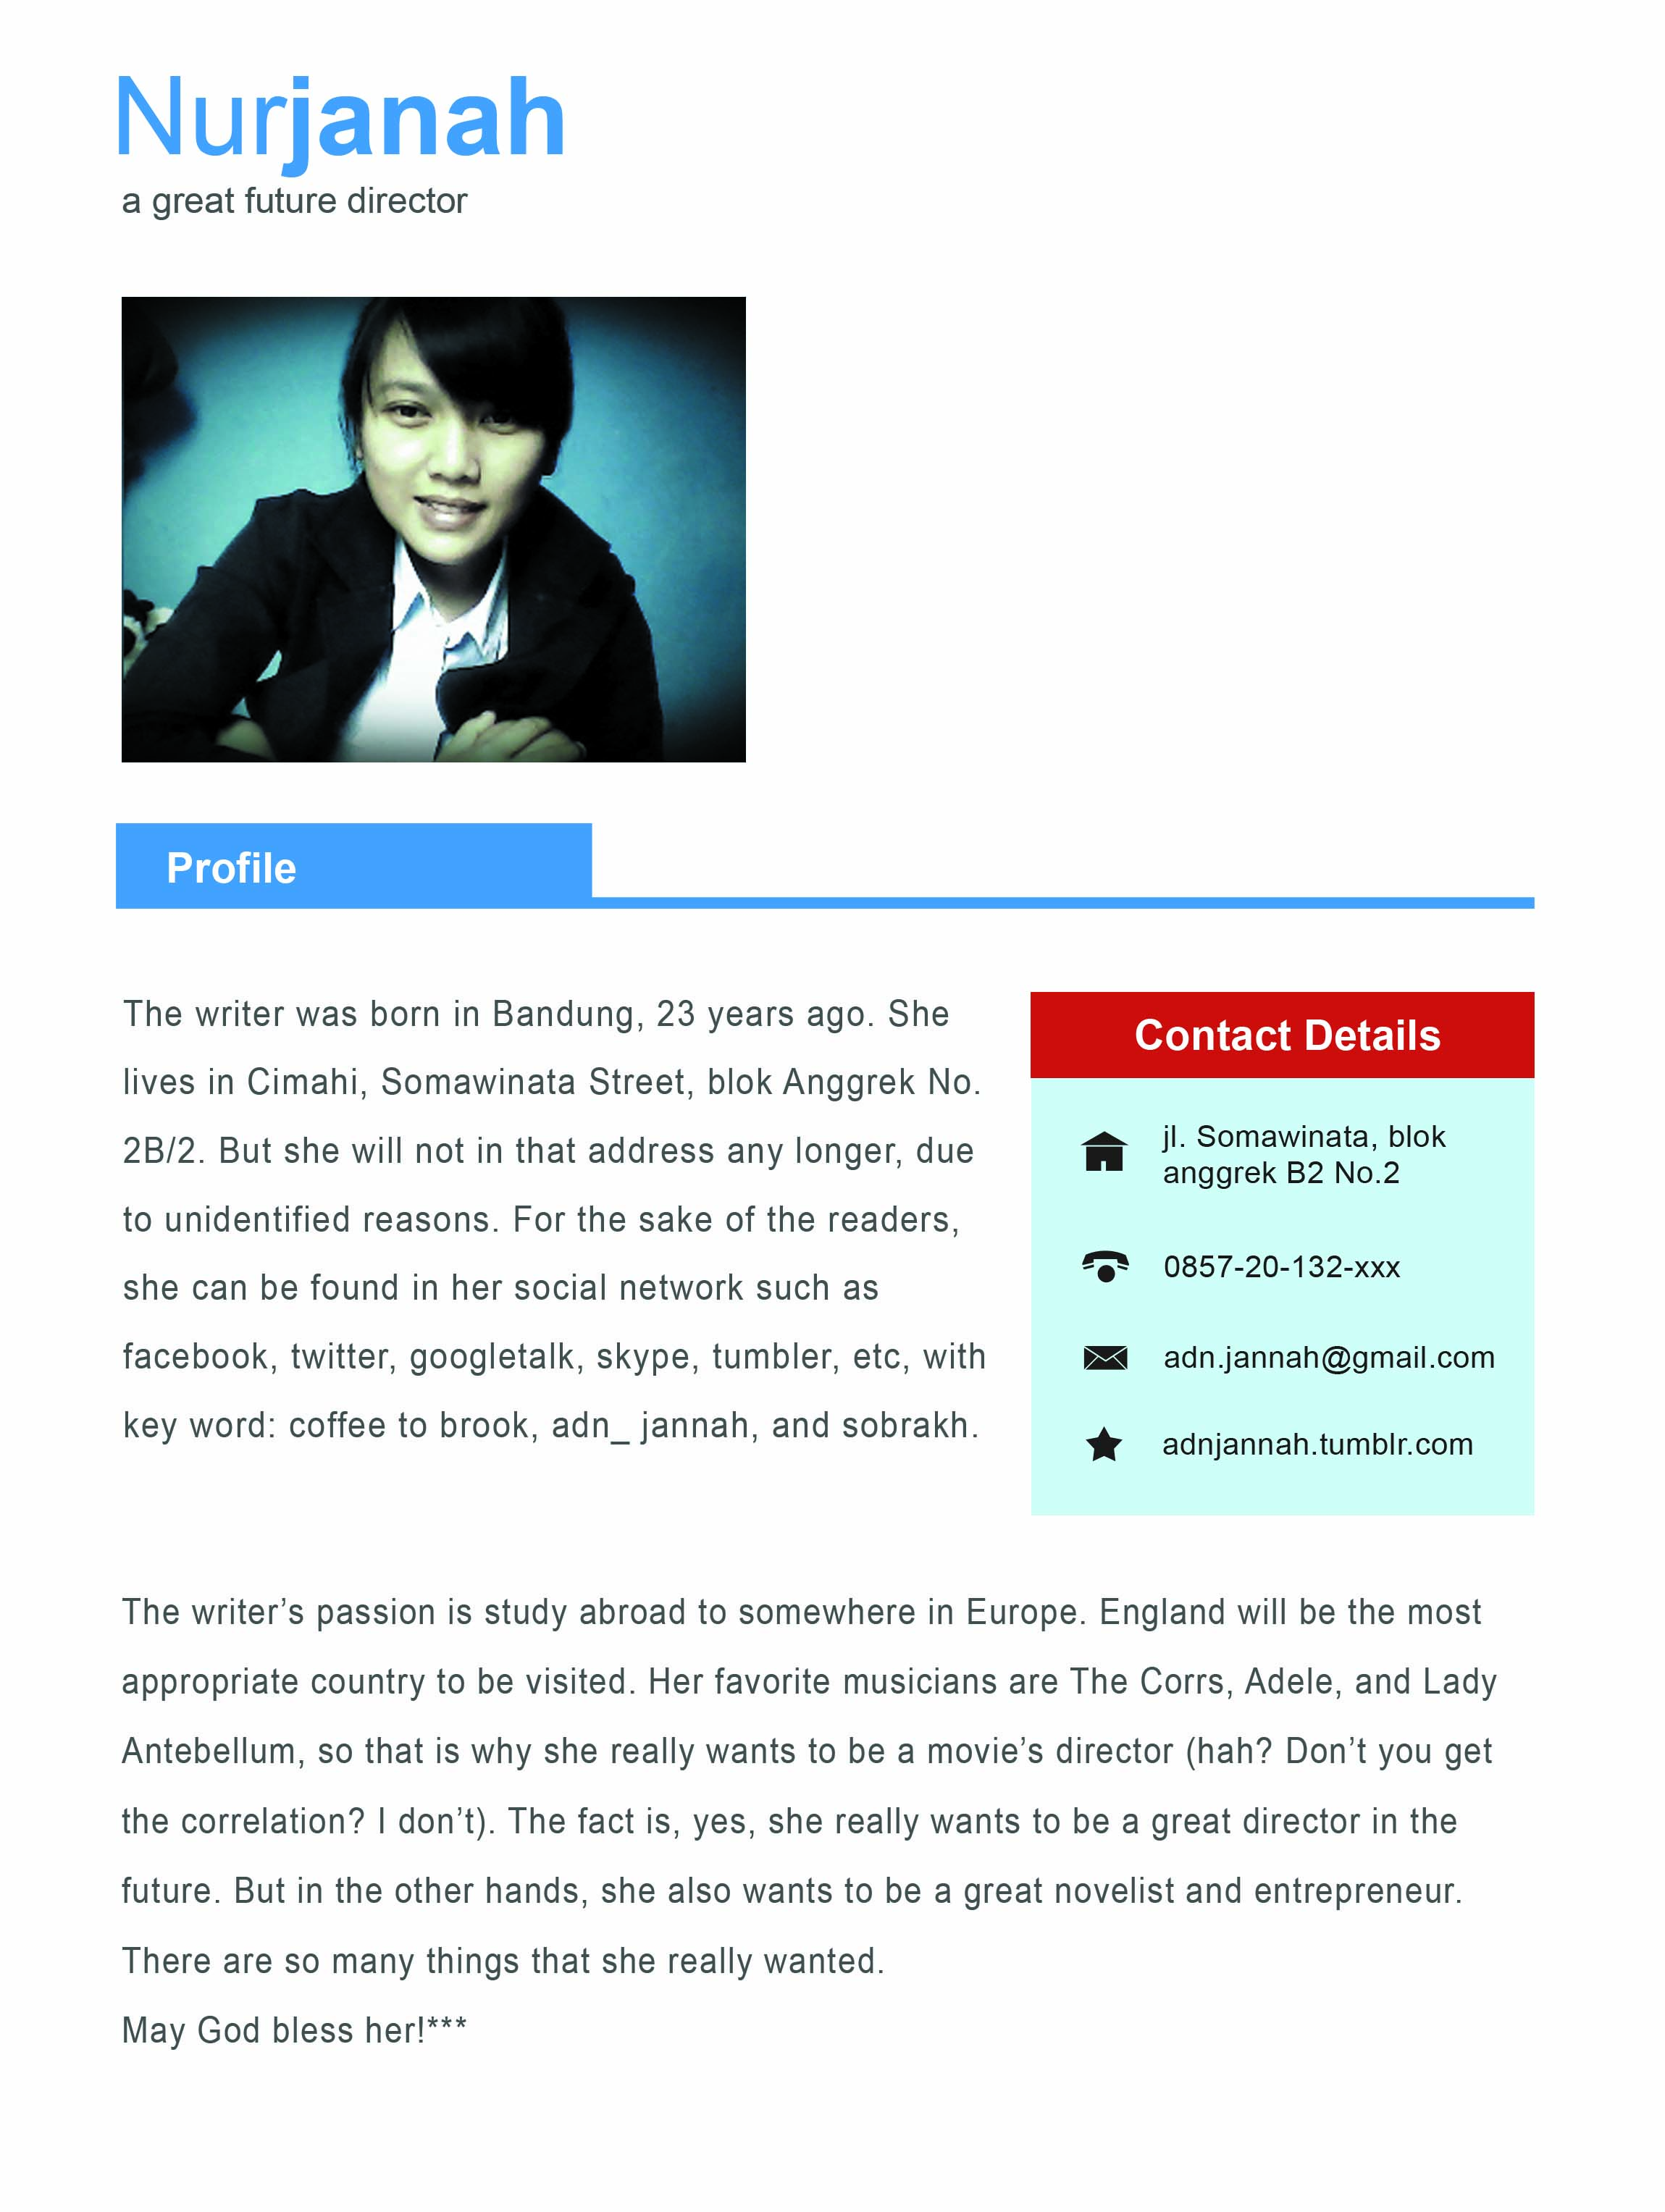 Nurjanah
a great future director
Profile
The writer was born in Bandung, 23 years ago. She
lives in Cimahi, Somawinata Street, blok Anggrek No.
2B/2. But she will not in that address any longer, due
to unidentified reasons. For the sake of the readers,
she can be found in her social network such as
facebook, twitter, googletalk, skype, tumbler, etc, with
key word: coffee to brook, adn_ jannah, and sobrakh.
Contact Details
jl. Somawinata, blok
anggrek B2 No.2
0857-20-132-xxx
adn.jannah@gmail.com
adnjannah.tumblr.com
The writer’s passion is study abroad to somewhere in Europe. England will be the most
appropriate country to be visited. Her favorite musicians are The Corrs, Adele, and Lady
Antebellum, so that is why she really wants to be a movie’s director (hah? Don’t you get
the correlation? I don’t). The fact is, yes, she really wants to be a great director in the
future. But in the other hands, she also wants to be a great novelist and entrepreneur.
There are so many things that she really wanted.
May God bless her!***